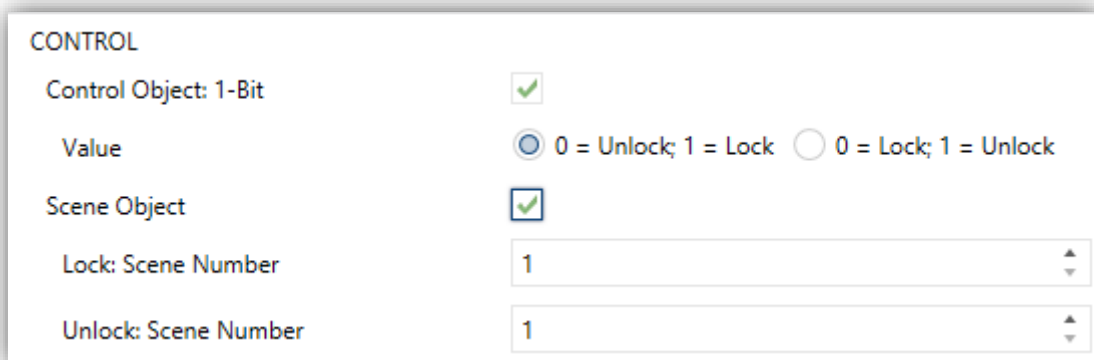 CONTROL
Control Object: 1-Bit
Value 0 = Unlock; 1 = Lock 0 = Lock; 1 = Unlock
Scene Object
Lock: Scene Number 1
Unlock: Scene Number 1